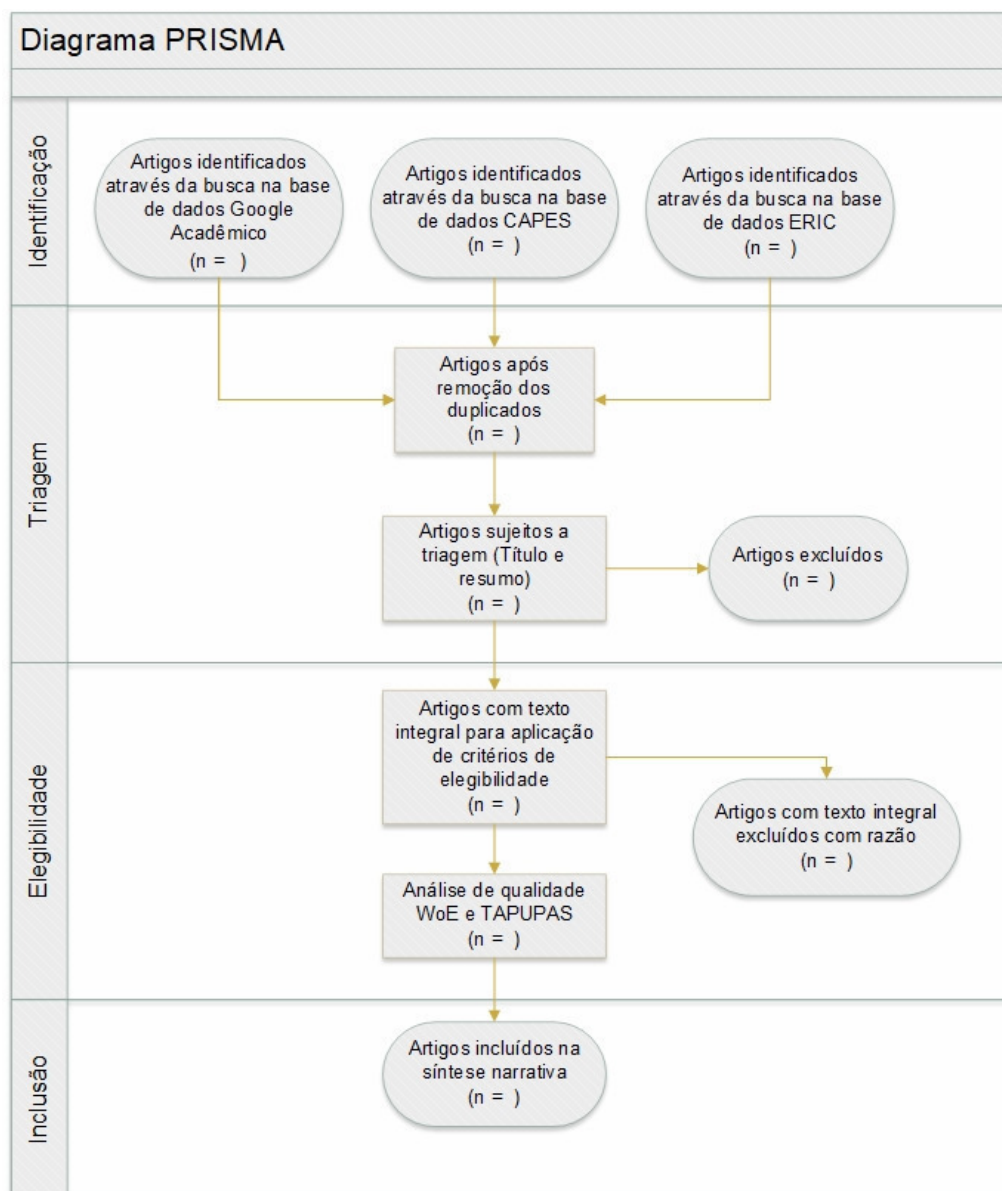 Diagrama PRISMA
Identificação
Artigos identificados
através da busca na base
de dados Google
Acadêmico
(n =  )
Artigos identificados
através da busca na base
de dados CAPES
(n =  )
Artigos identificados
através da busca na base
de dados ERIC
(n =  )
Triagem
Artigos após
remoção dos
duplicados
(n =  )
Artigos sujeitos a
triagem (Título e
resumo)
(n =  )
Artigos excluídos
(n =  )
Elegibilidade
Artigos com texto
integral para aplicação
de critérios de
elegibilidade
(n =  )
Artigos com texto integral
excluídos com razão
(n =  )
Análise de qualidade
WoE e TAPUPAS
(n =  )
Inclusão
Artigos incluídos na
síntese narrativa
(n =  )